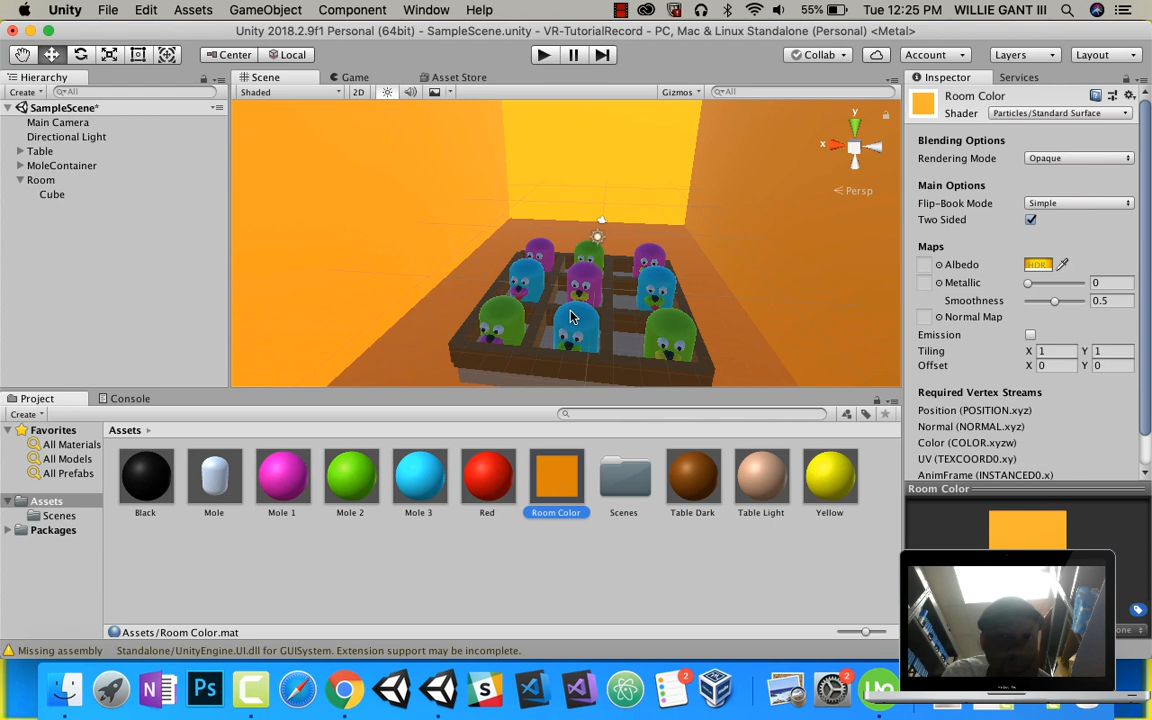 Unity File Edit Assets GameObject Component Window Help 55% Tue 12:25 PM WILLIE GANT III
Unity 2018.2.9f1 Personal (64bit) - SampleScene.unity - VR-TutorialRecord - PC, Mac & Linux Standalone (Personal) <Metal>
Center Local Collab Account Layers Layout
Hierarchy Scene Game Asset Store Inspector Services
Create All Shaded 2D Gizmos All
Room Color
Shader Particles/Standard Surface
SampleScene*
Main Camera
Directional Light
Table
MoleContainer
Room
Cube
y
x
Persp
Blending Options
Rendering Mode Opaque
Main Options
Flip-Book Mode Simple
Two Sided
Maps
Albedo HDR
Metallic 0
Smoothness 0.5
Normal Map
Emission
Tiling X 1 Y 1
Offset X 0 Y 0
Required Vertex Streams
Position (POSITION.xyz)
Normal (NORMAL.xyz)
Color (COLOR.xyzw)
UV (TEXCOORD0.xy)
AnimFrame (INSTANCED0.x)
Room Color
Project Console
Create
Favorites
All Materials
All Models
All Prefabs
Assets
Scenes
Packages
Assets
Black Mole Mole 1 Mole 2 Mole 3 Red Room Color Scenes Table Dark Table Light Yellow
Assets/Room Color.mat
Missing assembly Standalone/UnityEngine.UI.dll for GUISystem. Extension support may be incomplete.
N Ps S 2 2